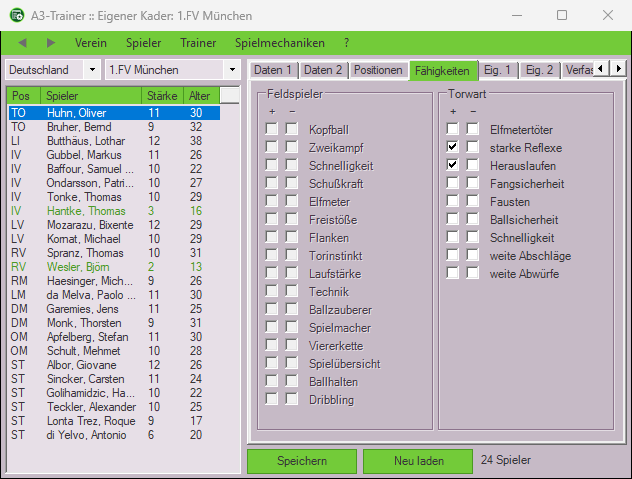 A3-Trainer :: Eigener Kader: 1.FV München
Verein Spieler Trainer Spielmechaniken ?
Deutschland 1.FV München
Pos Spieler Stärke Alter
TO Huhn, Oliver 11 30
TO Bruher, Bernd 9 32
LI Butthäus, Lothar 12 38
IV Gubbel, Markus 11 26
IV Baffour, Samuel ... 10 22
IV Ondarsson, Patri... 10 27
IV Tonke, Thomas 10 29
IV Hantke, Thomas 3 16
LV Mozarazu, Bixente 12 29
LV Kornat, Michael 10 29
RV Spranz, Thomas 10 31
RV Wesler, Björn 2 13
RM Haesinger, Mich... 9 26
LM da Melva, Paolo ... 11 30
DM Garemies, Jens 11 25
DM Monk, Thorsten 9 31
OM Apfelberg, Stefan 11 30
OM Schult, Mehmet 10 28
ST Albor, Giovane 12 26
ST Sincker, Carsten 11 24
ST Golihamidzic, Ha... 10 22
ST Teckler, Alexander 10 25
ST Lonta Trez, Roque 9 17
ST di Yelvo, Antonio 6 20
Daten 1 Daten 2 Positionen Fähigkeiten Eig. 1 Eig. 2 Verfas
Feldspieler
+ −
Kopfball
Zweikampf
Schnelligkeit
Schußkraft
Elfmeter
Freistöße
Flanken
Torinstinkt
Laufstärke
Technik
Ballzauberer
Spielmacher
Viererkette
Spielübersicht
Ballhalten
Dribbling
Torwart
+ −
Elfmetertöter
starke Reflexe
Herauslaufen
Fangsicherheit
Fausten
Ballsicherheit
Schnelligkeit
weite Abschläge
weite Abwürfe
Speichern Neu laden 24 Spieler